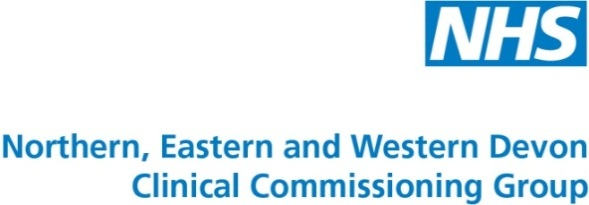 NHS
Northern, Eastern and Western Devon
Clinical Commissioning Group